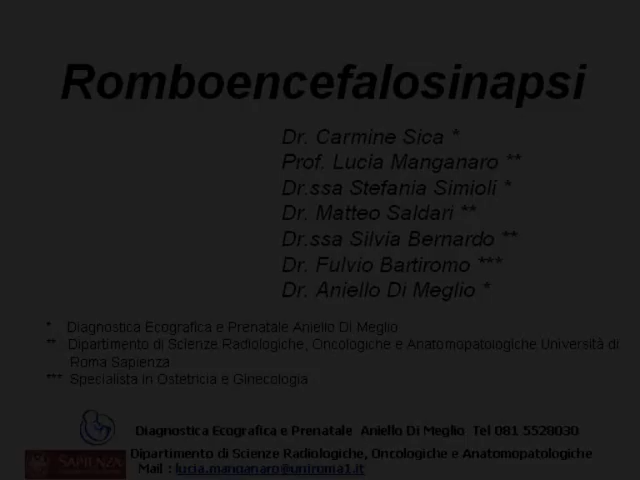 Romboencefalosinapsi
Dr. Carmine Sica *
Prof. Lucia Manganaro **
Dr.ssa Stefania Simioli *
Dr. Matteo Saldari **
Dr.ssa Silvia Bernardo **
Dr. Fulvio Bartiromo ***
Dr. Aniello Di Meglio *
* Diagnostica Ecografica e Prenatale Aniello Di Meglio
** Dipartimento di Scienze Radiologiche, Oncologiche e Anatomopatologiche Università di
Roma Sapienza
*** Specialista in Ostetricia e Ginecologia
Diagnostica Ecografica e Prenatale Aniello Di Meglio Tel 081 5528030
SAPIENZA
Dipartimento di Scienze Radiologiche, Oncologiche e Anatomopatologiche
Mail : lucia.manganaro@uniroma1.it